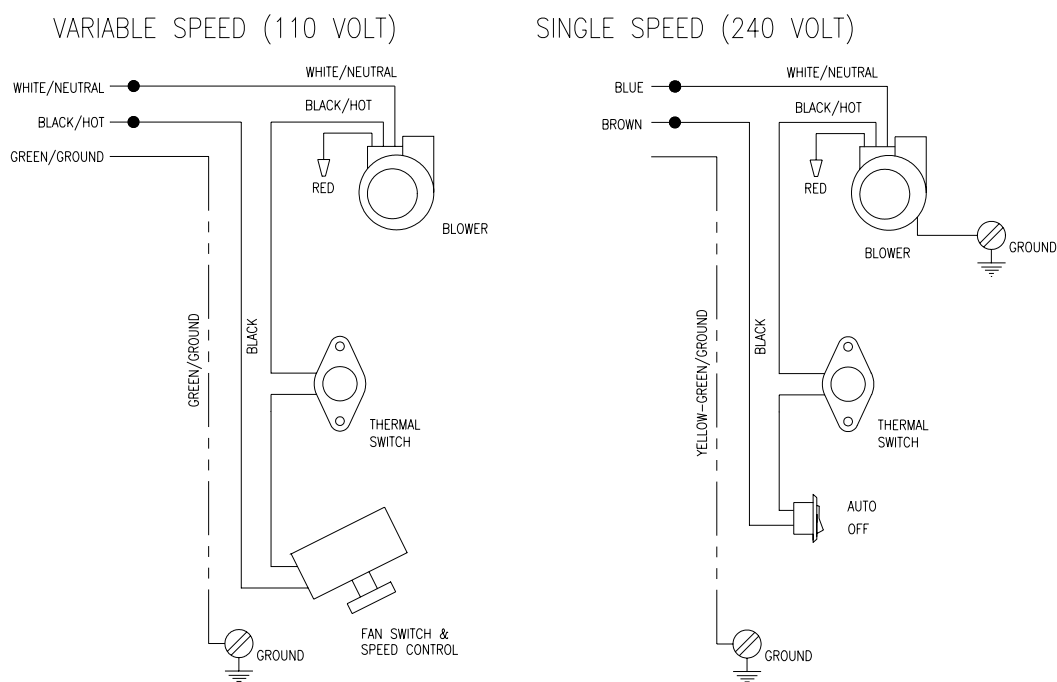 VARIABLE SPEED (110 VOLT)
WHITE/NEUTRAL
WHITE/NEUTRAL
BLACK/HOT
BLACK/HOT
GREEN/GROUND
RED
BLOWER
GREEN/GROUND
BLACK
THERMAL
SWITCH
FAN SWITCH &
SPEED CONTROL
GROUND
SINGLE SPEED (240 VOLT)
WHITE/NEUTRAL
BLUE
BLACK/HOT
BROWN
RED
BLOWER
GROUND
YELLOW-GREEN/GROUND
BLACK
THERMAL
SWITCH
AUTO
OFF
GROUND